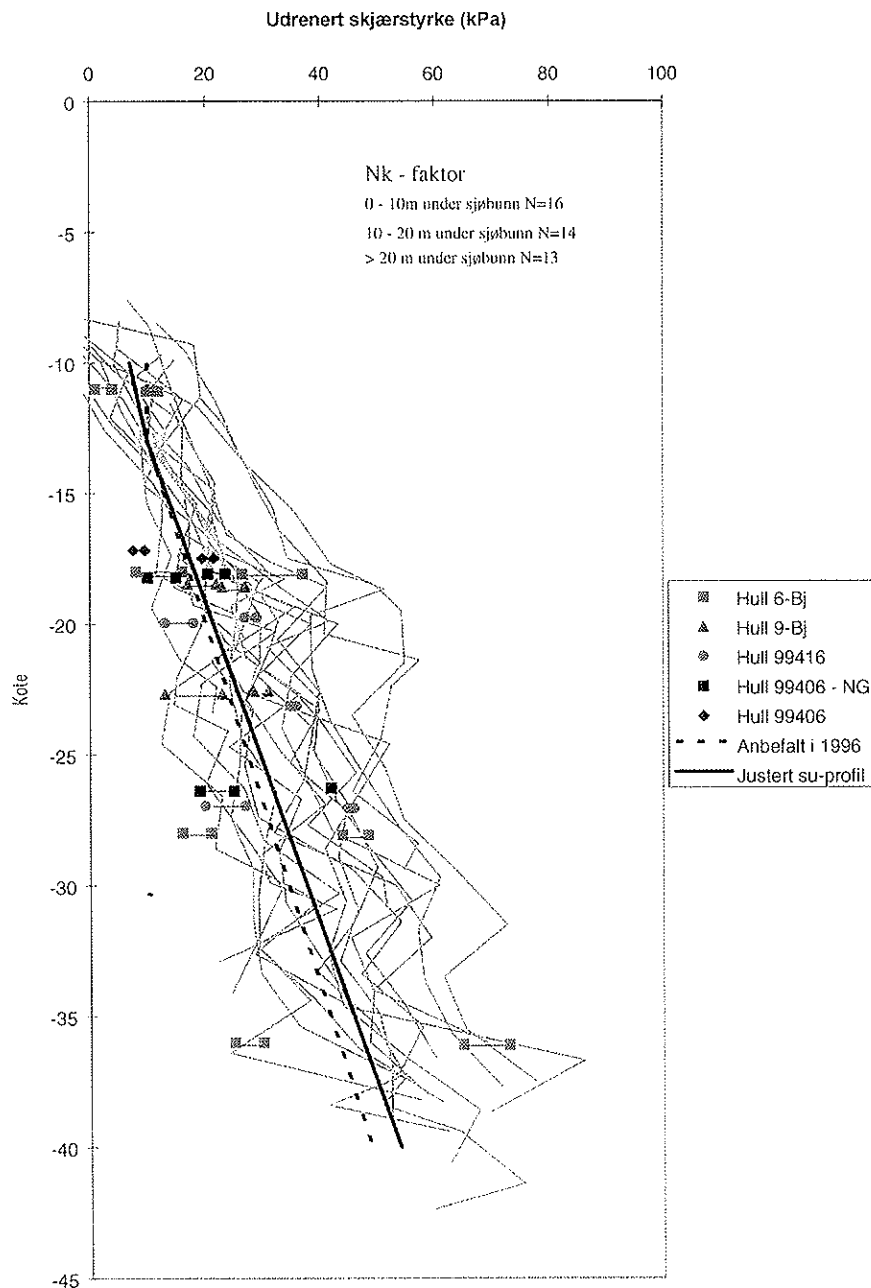 Udrenert skjærstyrke (kPa)
0 20 40 60 80 100
0
Nk - faktor
0 - 10m under sjøbunn N=16
-5
10 - 20 m under sjøbunn N=14
> 20 m under sjøbunn N=13
-10
-15
-20
Kote
-25
-30
-35
-40
-45
Hull 6-Bj
Hull 9-Bj
Hull 99416
Hull 99406 - NG
Hull 99406
Anbefalt i 1996
Justert su-profil